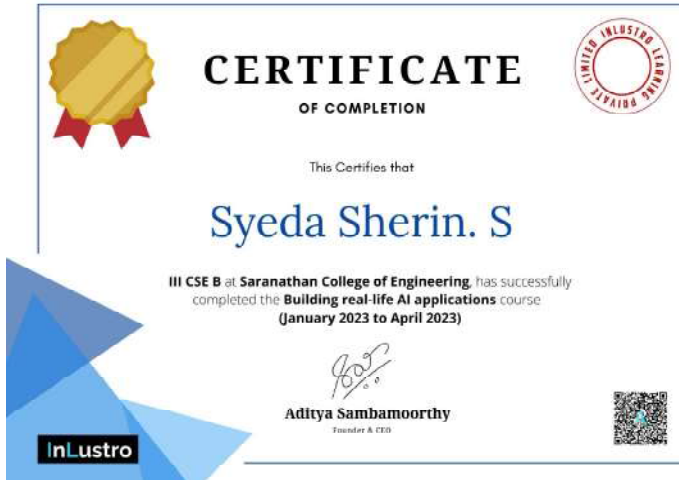 CERTIFICATE
OF COMPLETION
INLUSTRO LEARNING PRIVATE LIMITED
This Certifies that
Syeda Sherin. S
III CSE B at Saranathan College of Engineering, has successfully
completed the Building real-life AI applications course
(January 2023 to April 2023)
Aditya Sambamoorthy
Founder & CEO
InLustro